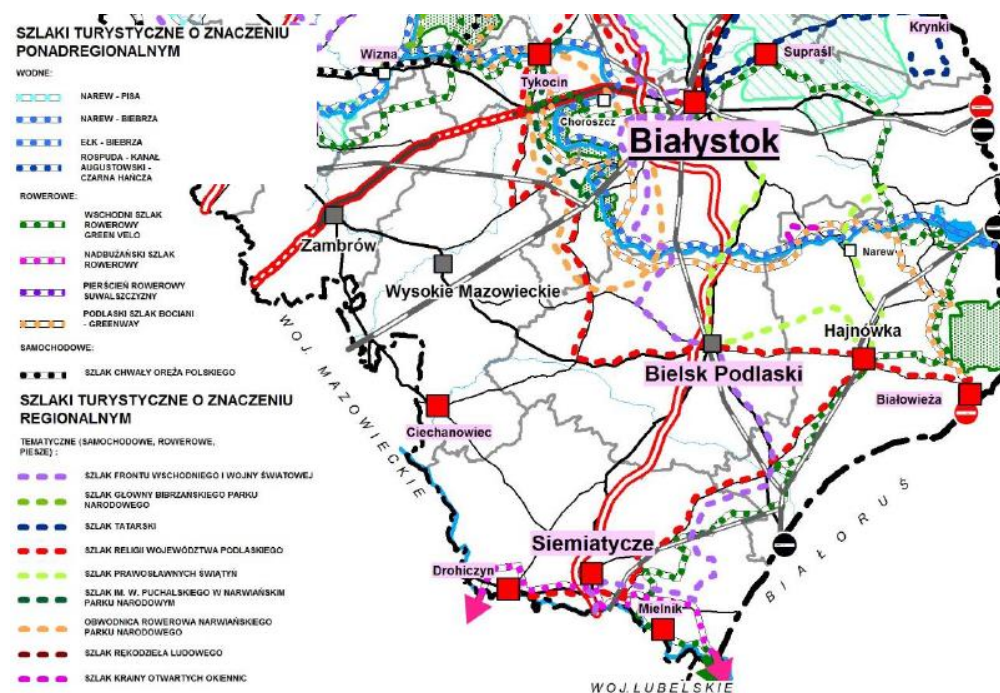 SZLAKI TURYSTYCZNE O ZNACZENIU
PONADREGIONALNYM
WODNE:
NAREW - PISA
NAREW - BIEBRZA
EŁK - BIEBRZA
ROSPUDA - KANAŁ
AUGUSTOWSKI -
CZARNA HAŃCZA
ROWEROWE:
WSCHODNI SZLAK
ROWEROWY
GREEN VELO
NADBUŻAŃSKI SZLAK
ROWEROWY
PIERŚCIEŃ ROWEROWY
SUWALSZCZYZNY
PODLASKI SZLAK BOCIANI
- GREENWAY
SAMOCHODOWE:
SZLAK CHWAŁY ORĘŻA POLSKIEGO
SZLAKI TURYSTYCZNE O ZNACZENIU
REGIONALNYM
TEMATYCZNE (SAMOCHODOWE, ROWEROWE,
PIESZE) :
SZLAK FRONTU WSCHODNIEGO I WOJNY ŚWIATOWEJ
SZLAK GŁÓWNY BIBRZAŃSKIEGO PARKU
NARODOWEGO
SZLAK TATARSKI
SZLAK RELIGII WOJEWÓDZTWA PODLASKIEGO
SZLAK PRAWOSŁAWNYCH ŚWIĄTYŃ
SZLAK IM. W. PUCHALSKIEGO W NARWIAŃSKIM
PARKU NARODOWYM
OBWODNICA ROWEROWA NARWIAŃSKIEGO
PARKU NARODOWEGO
SZLAK RĘKODZIEŁA LUDOWEGO
SZLAK KRAINY OTWARTYCH OKIENNIC
Krynki
Wizna
Supraśl
Tykocin
Choroszcz
Białystok
Zambrów
Narew
Wysokie Mazowieckie
Hajnówka
Bielsk Podlaski
Białowieża
Ciechanowiec
WOJ. MAZOWIECKIE
BIAŁORUŚ
Siemiatycze
Drohiczyn
Mielnik
WOJ. LUBELSKIE